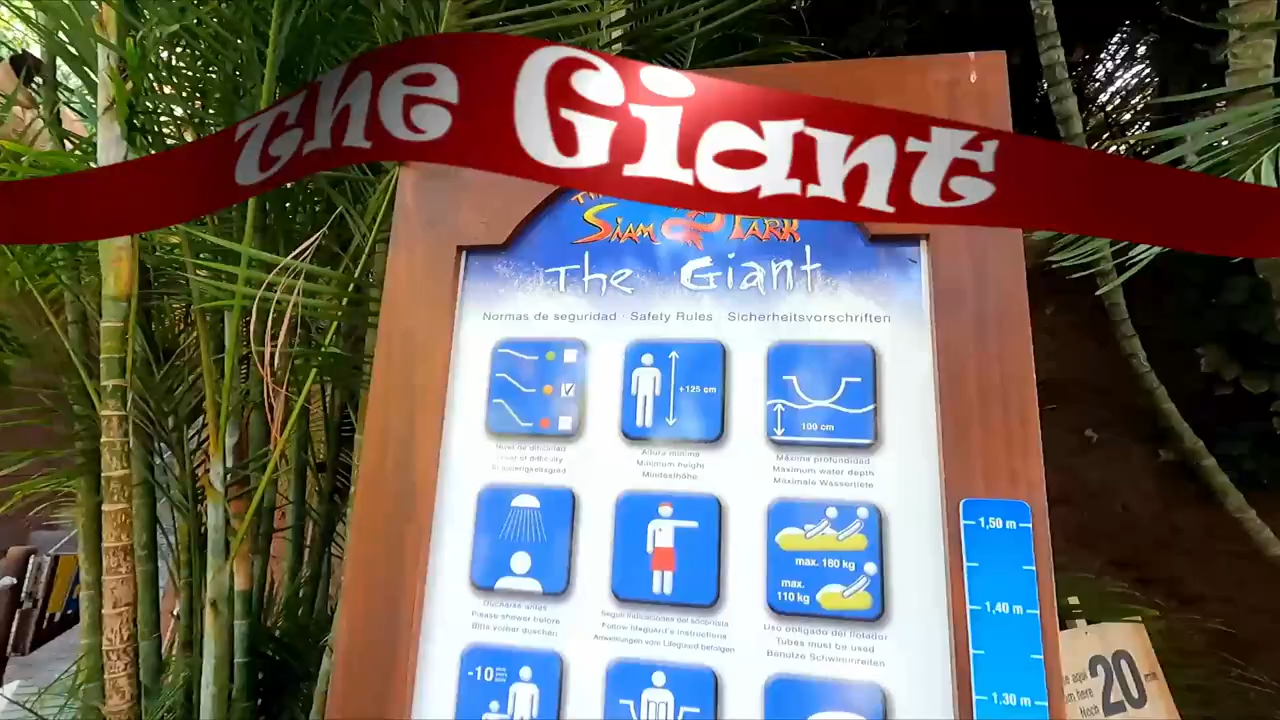 The Giant
SIAM PARK
The Giant
Normas de seguridad · Safety Rules · Sicherheitsvorschriften
+125 cm
100 cm
Nivel de dificultad
Level of difficulty
Schwierigkeitsgrad
Altura mínima
Minimum height
Mindesthöhe
Máxima profundidad
Maximum water depth
Maximale Wassertiefe
max. 180 kg
max.
110 kg
Ducharse antes
Please shower before
Bitte vorher duschen
Seguir indicaciones del socorrista
Follow lifeguard's instructions
Anweisungen vom Lifeguard befolgen
Uso obligado del flotador
Tubes must be used
Benutze Schwimmreifen
-10
1,50 m
1,40 m
1,30 m
20